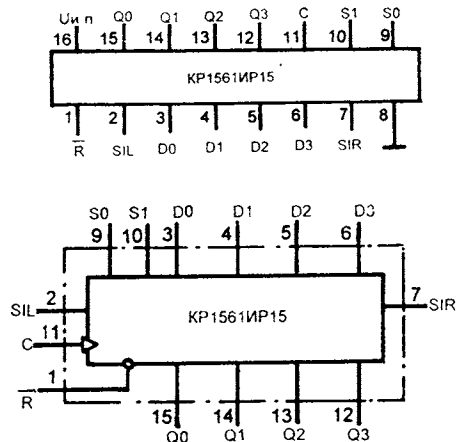 Uи п Q0 Q1 Q2 Q3 C S1 S0
16 15 14 13 12 11 10 9
КР1561ИР15
1 2 3 4 5 6 7 8
R SIL D0 D1 D2 D3 SIR
S0 S1 D0 D1 D2 D3
9 10 3 4 5 6
SIL 2
7 SIR
КР1561ИР15
C 11
R 1
15 14 13 12
Q0 Q1 Q2 Q3